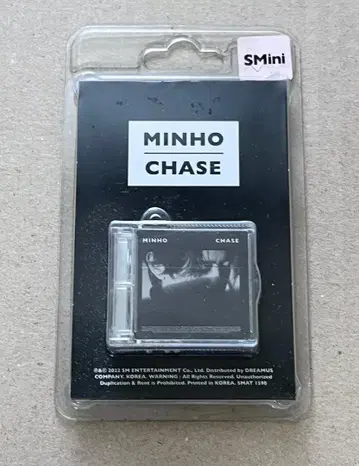 SMini
MINHO
CHASE
MINHO CHASE
℗&© 2022 SM ENTERTAINMENT Co., Ltd. Distributed by DREAMUS
COMPANY. KOREA. WARNING : All Rights Reserved. Unauthorized
Duplication & Rent is Prohibited. Printed in KOREA. SMAT 1590